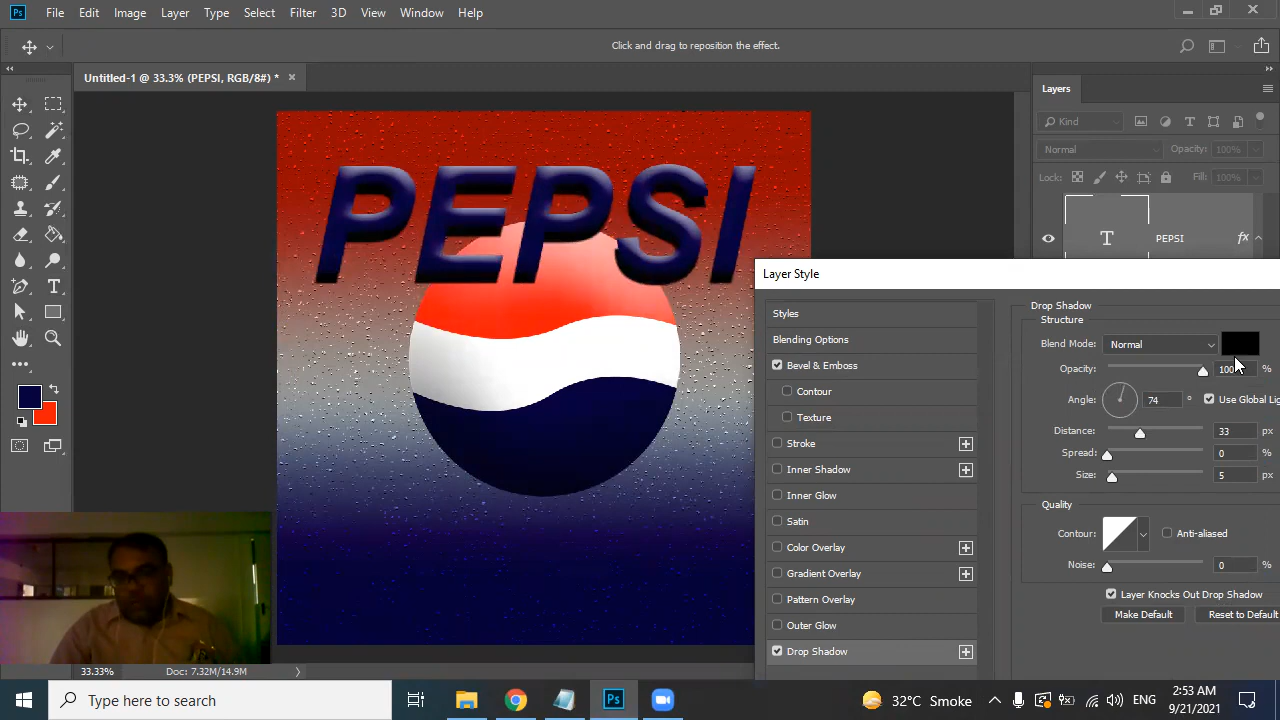 Ps File Edit Image Layer Type Select Filter 3D View Window Help
Click and drag to reposition the effect.
Untitled-1 @ 33.3% (PEPSI, RGB/8#) * ×
Layers
Kind
Normal Opacity: 100%
Lock: Fill: 100%
T PEPSI fx
PEPSI
Layer Style
Styles
Blending Options
Bevel & Emboss
Contour
Texture
Stroke
Inner Shadow
Inner Glow
Satin
Color Overlay
Gradient Overlay
Pattern Overlay
Outer Glow
Drop Shadow
Drop Shadow
Structure
Blend Mode: Normal
Opacity: 100 %
Angle: 74 ° Use Global Lig
Distance: 33 px
Spread: 0 %
Size: 5 px
Quality
Contour: Anti-aliased
Noise: 0 %
Layer Knocks Out Drop Shadow
Make Default Reset to Default
33.33% Doc: 7.32M/14.9M
Type here to search
Ps
32°C Smoke
ENG
2:53 AM
9/21/2021